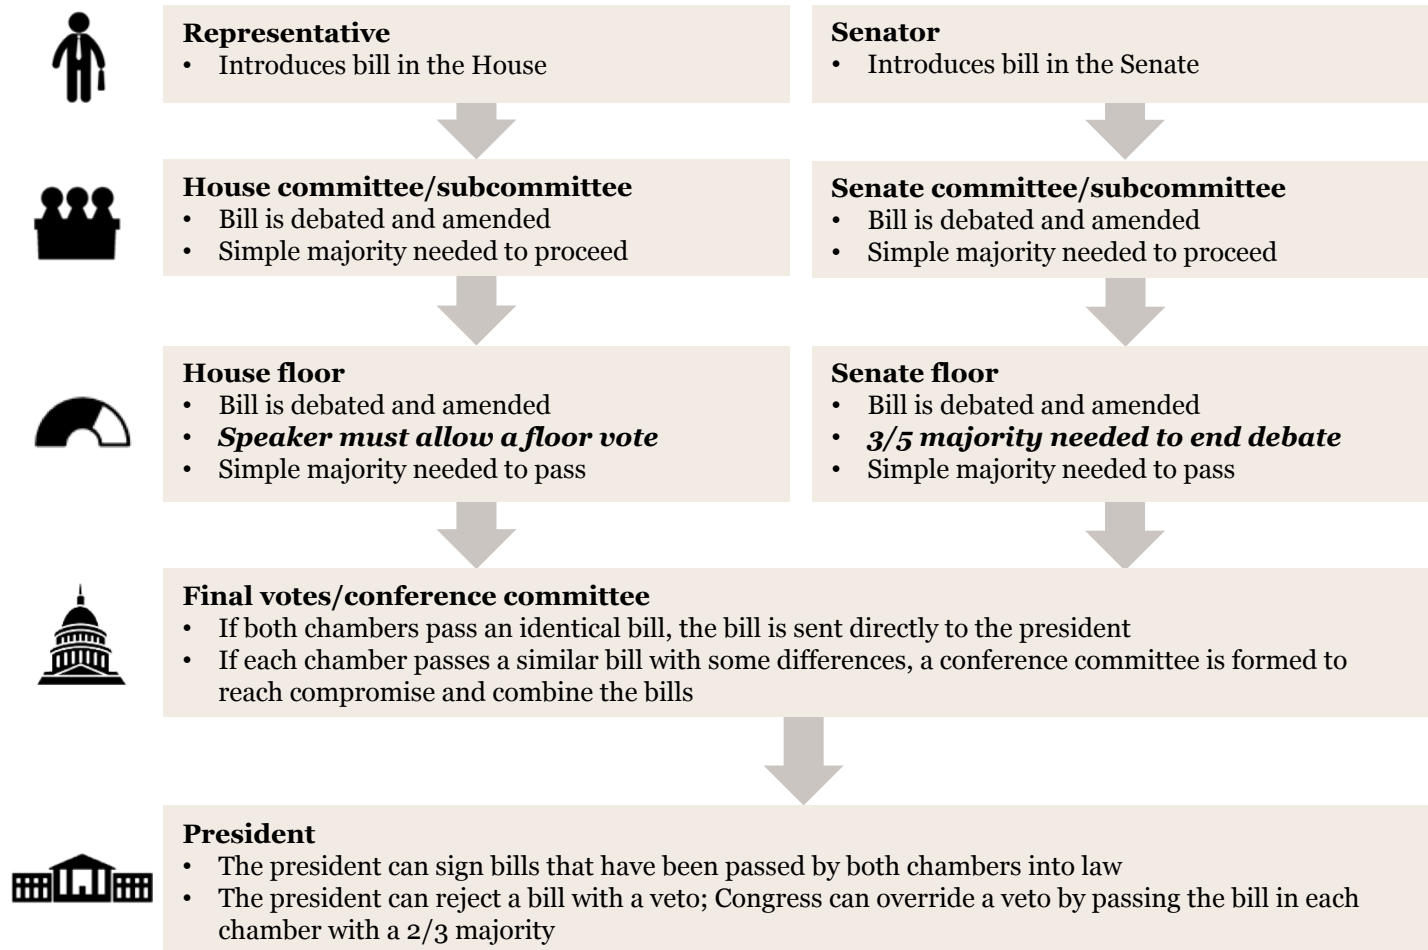 Representative
• Introduces bill in the House
Senator
• Introduces bill in the Senate
House committee/subcommittee
• Bill is debated and amended
• Simple majority needed to proceed
Senate committee/subcommittee
• Bill is debated and amended
• Simple majority needed to proceed
House floor
• Bill is debated and amended
• Speaker must allow a floor vote
• Simple majority needed to pass
Senate floor
• Bill is debated and amended
• 3/5 majority needed to end debate
• Simple majority needed to pass
Final votes/conference committee
• If both chambers pass an identical bill, the bill is sent directly to the president
• If each chamber passes a similar bill with some differences, a conference committee is formed to
reach compromise and combine the bills
President
• The president can sign bills that have been passed by both chambers into law
• The president can reject a bill with a veto; Congress can override a veto by passing the bill in each
chamber with a 2/3 majority